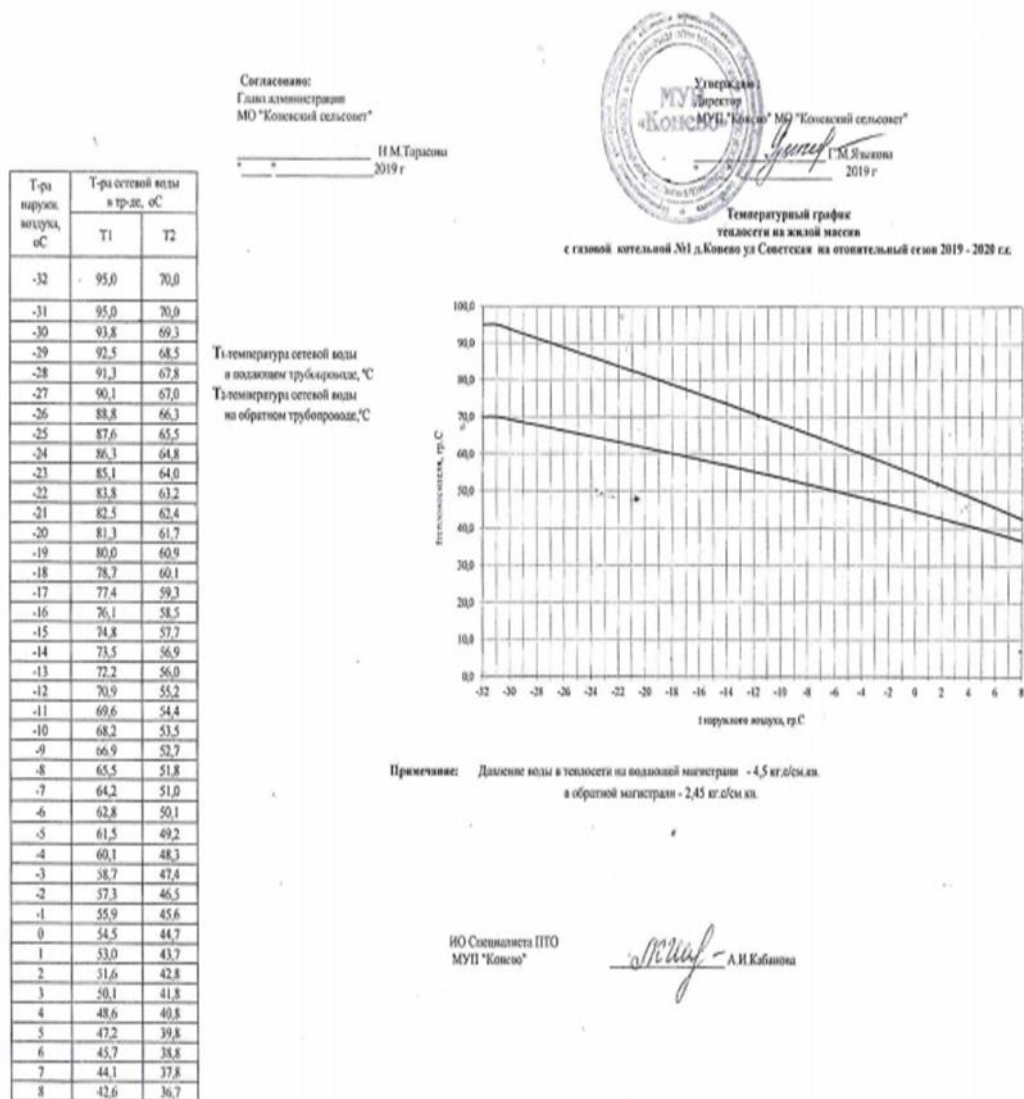 Согласовано:
Глава администрации
МО "Коневский сельсовет"
Н.М.Тарасова
" " 2019 г
МУП
«Конево»
Утверждаю:
Директор
МУП "Конево" МО "Коневский сельсовет"
Г.М.Языкова
2019 г
Температурный график
теплосети на жилой массив
с газовой котельной №1 д.Конево ул Советская на отопительный сезон 2019 - 2020 г.г.
Т-ра наружн. воздуха, оС Т-ра сетевой воды в тр-де, оС
Т1 Т2
-32 95,0 70,0
-31 95,0 70,0
-30 93,8 69,3
-29 92,5 68,5
-28 91,3 67,8
-27 90,1 67,0
-26 88,8 66,3
-25 87,6 65,5
-24 86,3 64,8
-23 85,1 64,0
-22 83,8 63,2
-21 82,5 62,4
-20 81,3 61,7
-19 80,0 60,9
-18 78,7 60,1
-17 77,4 59,3
-16 76,1 58,5
-15 74,8 57,7
-14 73,5 56,9
-13 72,2 56,0
-12 70,9 55,2
-11 69,6 54,4
-10 68,2 53,5
-9 66,9 52,7
-8 65,5 51,8
-7 64,2 51,0
-6 62,8 50,1
-5 61,5 49,2
-4 60,1 48,3
-3 58,7 47,4
-2 57,3 46,5
-1 55,9 45,6
0 54,5 44,7
1 53,0 43,7
2 51,6 42,8
3 50,1 41,8
4 48,6 40,8
5 47,2 39,8
6 45,7 38,8
7 44,1 37,8
8 42,6 36,7
Т1-температура сетевой воды
в подающем трубопроводе, °С
Т2-температура сетевой воды
на обратном трубопроводе,°С
100,0
90,0
80,0
70,0
60,0
50,0
40,0
30,0
20,0
10,0
0,0
tтеплоносителя, гр.С
-32 -30 -28 -26 -24 -22 -20 -18 -16 -14 -12 -10 -8 -6 -4 -2 0 2 4 6 8
t наружного воздуха, гр.С
Примечание: Давление воды в теплосети на подающей магистрали - 4,5 кг.с/см.кв.
в обратной магистрали - 2,45 кг.с/см кв.
ИО Специалиста ПТО
МУП "Конево"
А.И.Кабанова